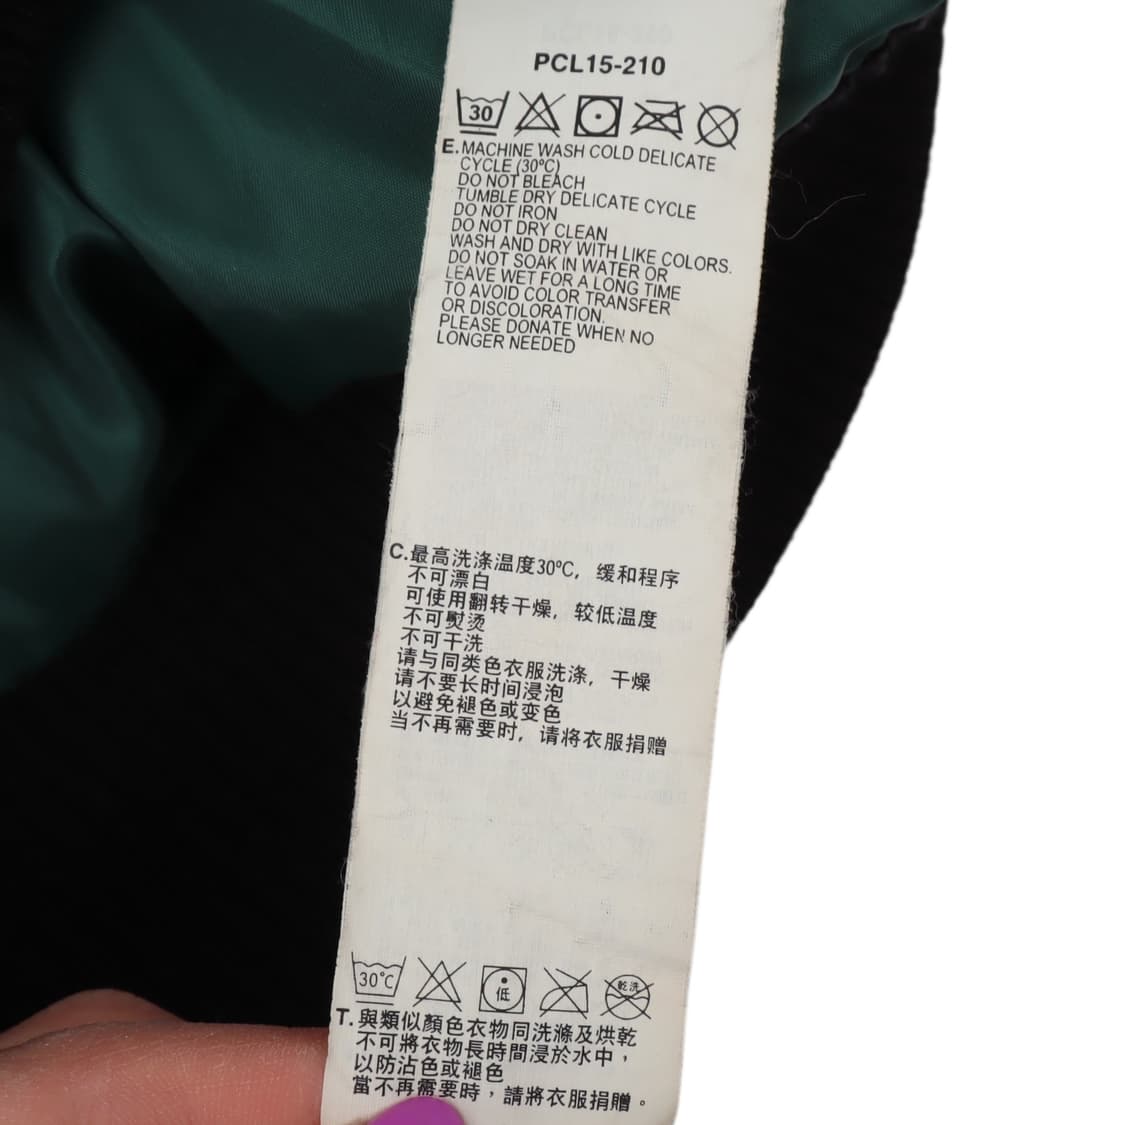 PCL15-210
30
E. MACHINE WASH COLD DELICATE
CYCLE (30ºC)
DO NOT BLEACH
TUMBLE DRY DELICATE CYCLE
DO NOT IRON
DO NOT DRY CLEAN
WASH AND DRY WITH LIKE COLORS.
DO NOT SOAK IN WATER OR
LEAVE WET FOR A LONG TIME
TO AVOID COLOR TRANSFER
OR DISCOLORATION.
PLEASE DONATE WHEN NO
LONGER NEEDED
C.最高洗涤温度30ºC, 缓和程序
不可漂白
可使用翻转干燥, 较低温度
不可熨烫
不可干洗
请与同类色衣服洗涤, 干燥
请不要长时间浸泡
以避免褪色或变色
当不再需要时, 请将衣服捐赠
30°C 低 乾洗
T.與類似顏色衣物同洗滌及烘乾
不可將衣物長時間浸於水中，
以防沾色或褪色
當不再需要時，請將衣服捐贈。